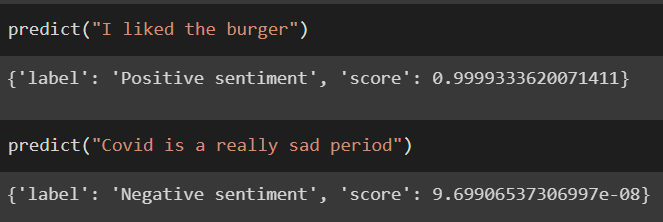 predict("I liked the burger")
{'label': 'Positive sentiment', 'score': 0.9999333620071411}
predict("Covid is a really sad period")
{'label': 'Negative sentiment', 'score': 9.69906537306997e-08}